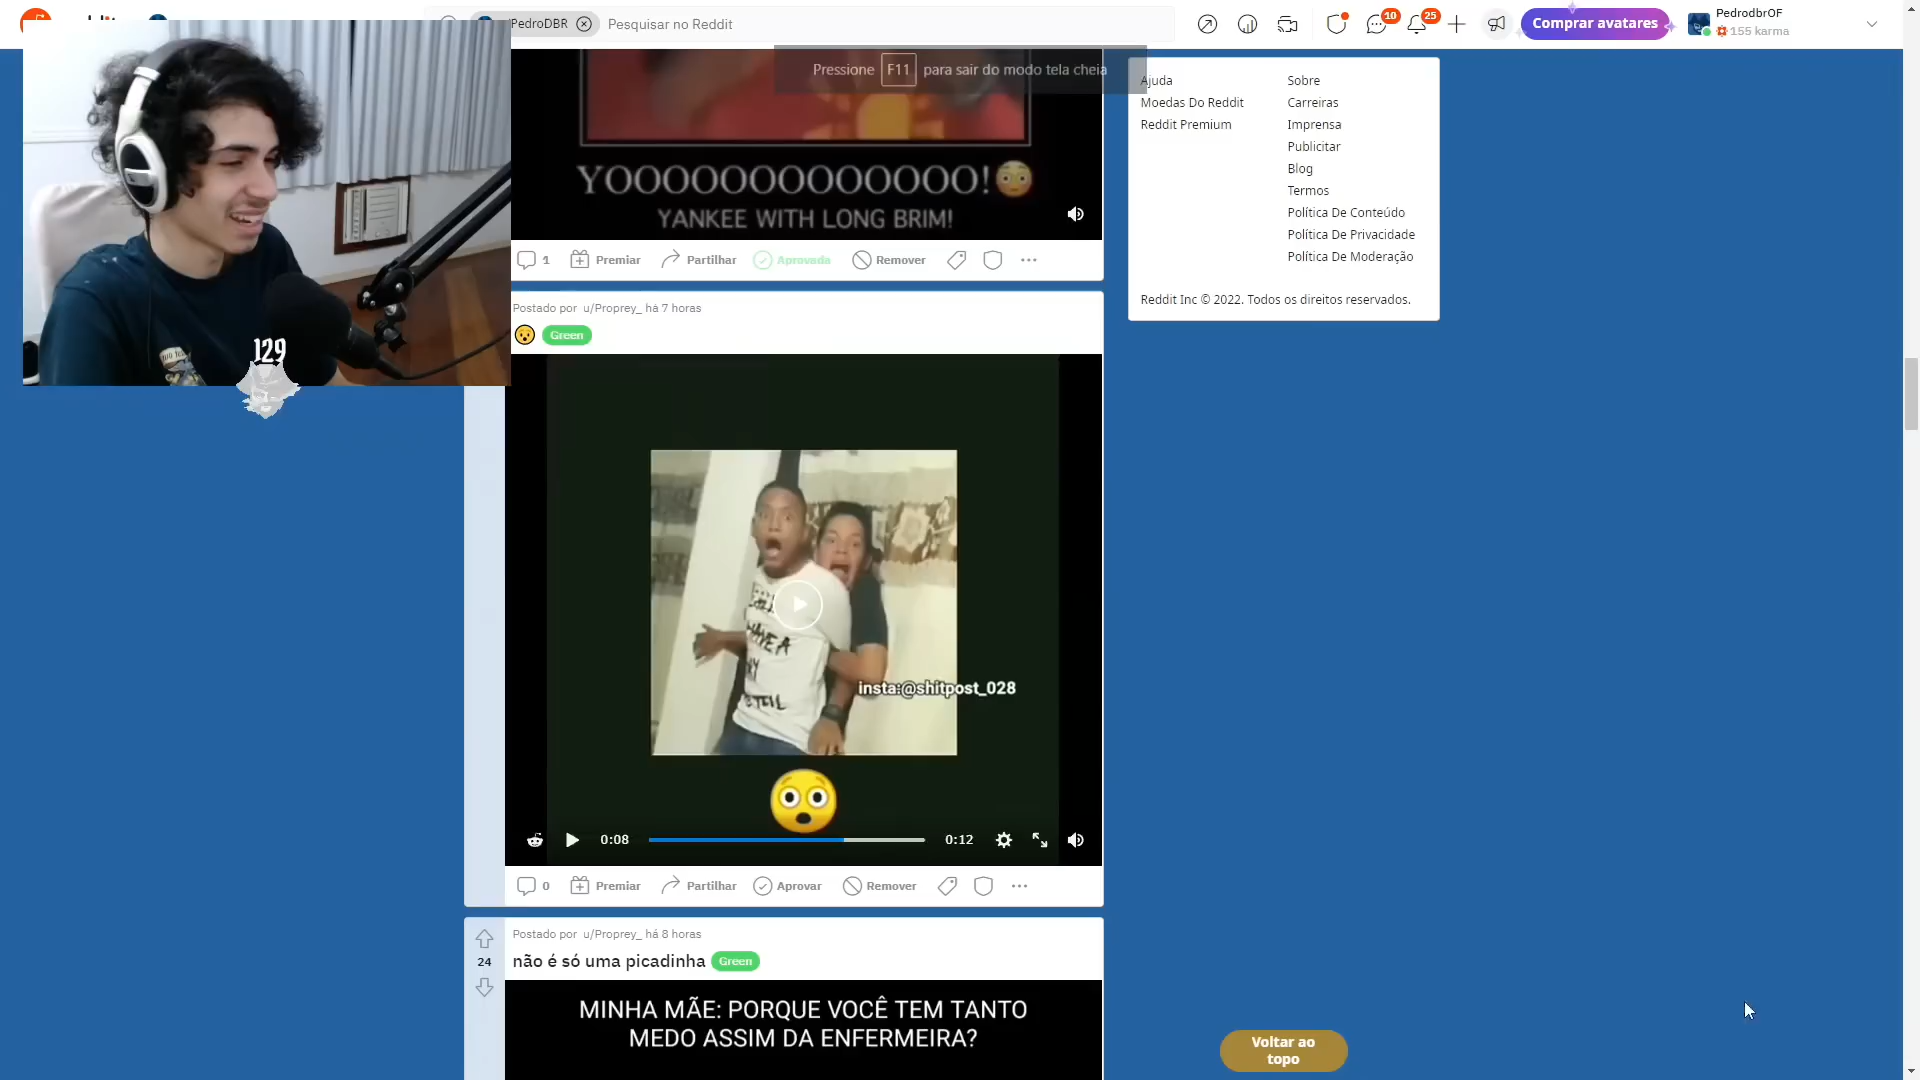 PedroDBR
Pesquisar no Reddit
10
25
Comprar avatares
PedrodbrOF
155 karma
Pressione F11 para sair do modo tela cheia
YOOOOOOOOOOOOO!😳
YANKEE WITH LONG BRIM!
1 Premiar Partilhar Aprovada Remover
Ajuda
Moedas Do Reddit
Reddit Premium
Sobre
Carreiras
Imprensa
Publicitar
Blog
Termos
Política De Conteúdo
Política De Privacidade
Política De Moderação
Reddit Inc © 2022. Todos os direitos reservados.
129
Postado por u/Proprey_ há 7 horas
😯 Green
insta:@shitpost_028
0:08
0:12
0 Premiar Partilhar Aprovar Remover
Postado por u/Proprey_ há 8 horas
24
não é só uma picadinha Green
MINHA MÃE: PORQUE VOCÊ TEM TANTO
MEDO ASSIM DA ENFERMEIRA?
Voltar ao
topo